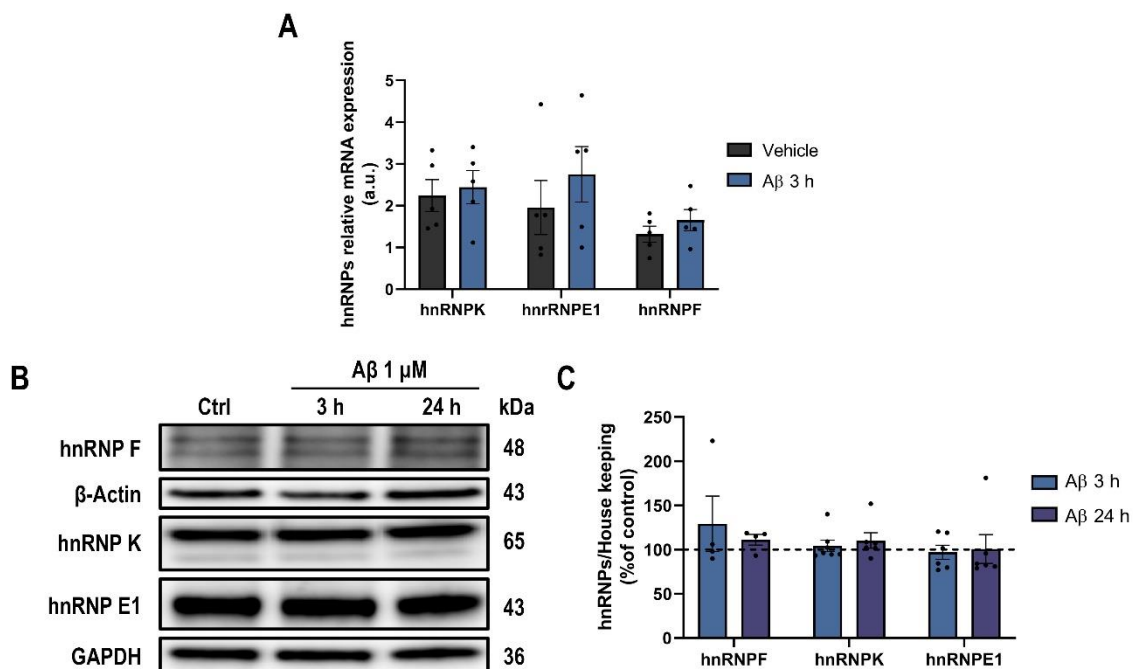 A
hnRNPs relative mRNA expression
(a.u.)
5
4
3
2
1
0
hnRNPK
hnrRNPE1
hnRNPF
Vehicle
Aβ 3 h
B
Aβ 1 µM
Ctrl
3 h
24 h
kDa
hnRNP F
48
β-Actin
43
hnRNP K
65
hnRNP E1
43
GAPDH
36
C
hnRNPs/House keeping
(%of control)
250
200
150
100
50
0
hnRNPF
hnRNPK
hnRNPE1
Aβ 3 h
Aβ 24 h